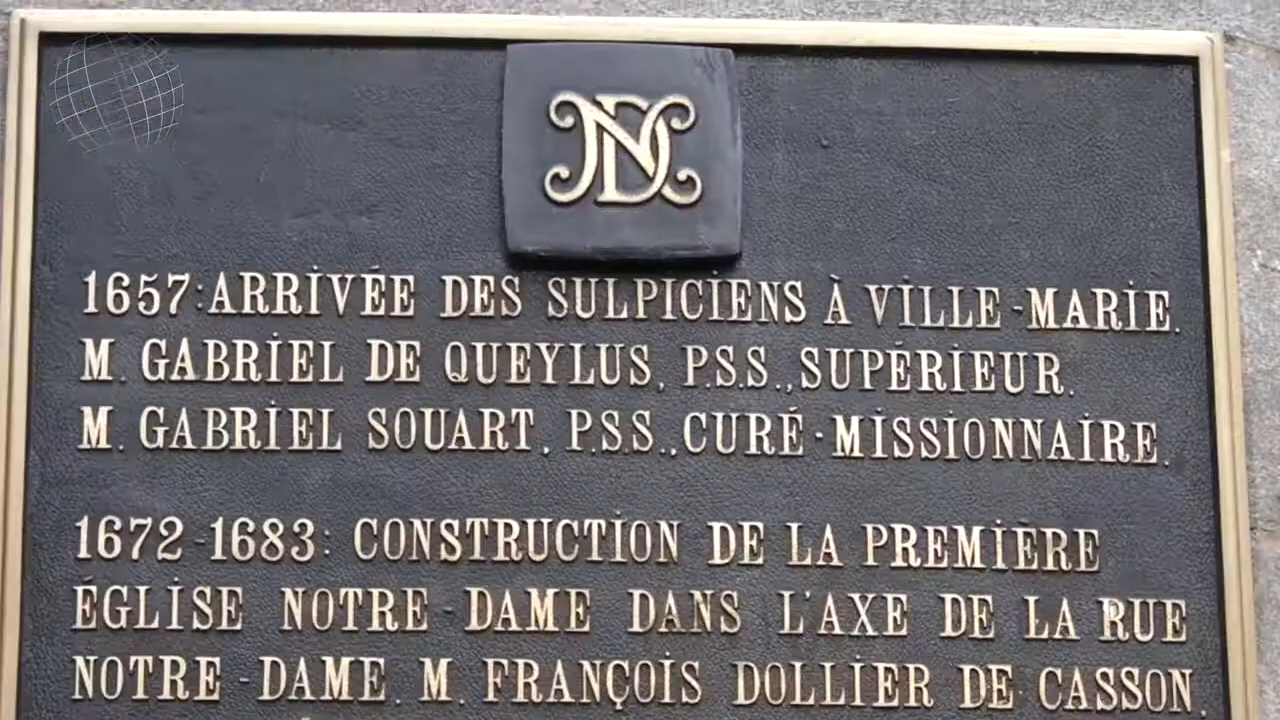 ND
1657: ARRIVÉE DES SULPICIENS À VILLE-MARIE.
M. GABRIEL DE QUEYLUS, P.S.S., SUPÉRIEUR.
M. GABRIEL SOUART, P.S.S., CURÉ-MISSIONNAIRE.
1672-1683: CONSTRUCTION DE LA PREMIÈRE
ÉGLISE NOTRE-DAME DANS L'AXE DE LA RUE
NOTRE-DAME. M. FRANÇOIS DOLLIER DE CASSON,